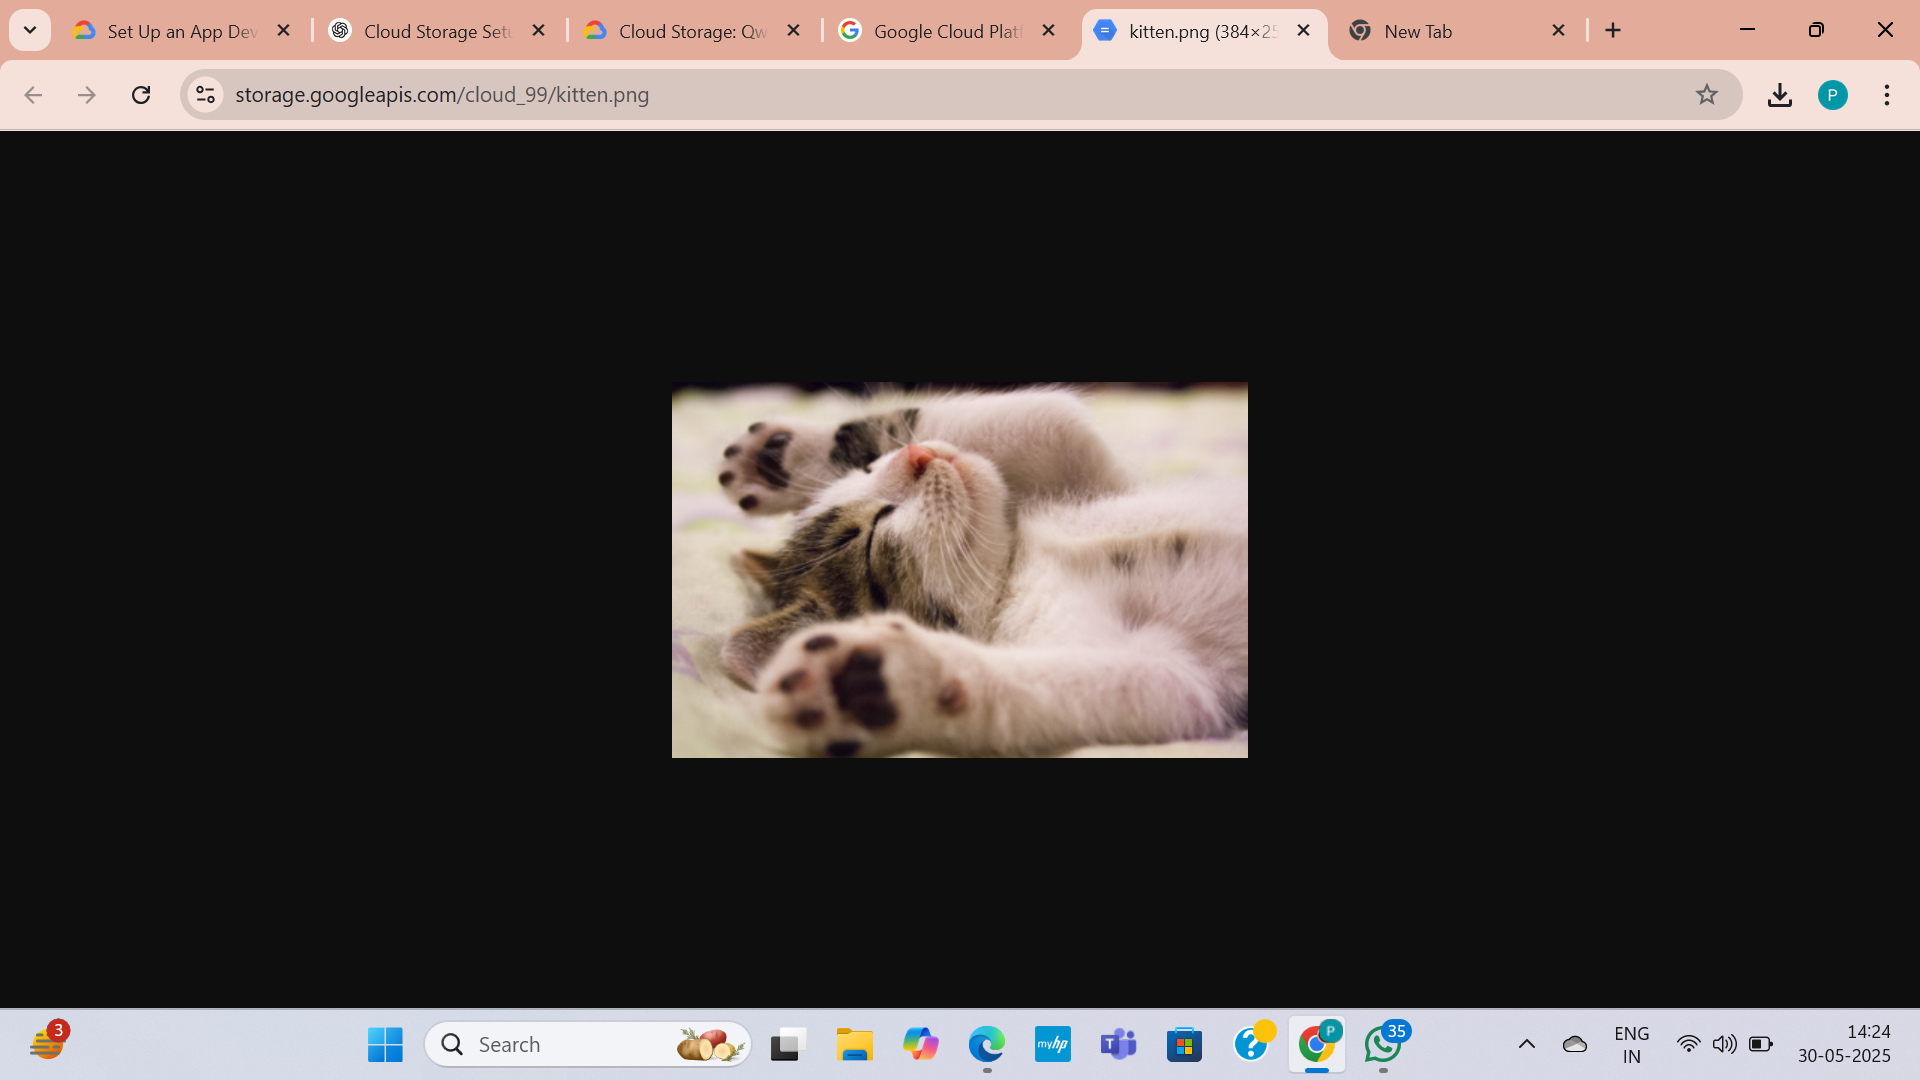 Set Up an App Dev
Cloud Storage Setu
Cloud Storage: Qw
Google Cloud Platf
kitten.png (384×25
New Tab
storage.googleapis.com/cloud_99/kitten.png
P
3
Search
myhp
T
P
35
ENG
IN
14:24
30-05-2025